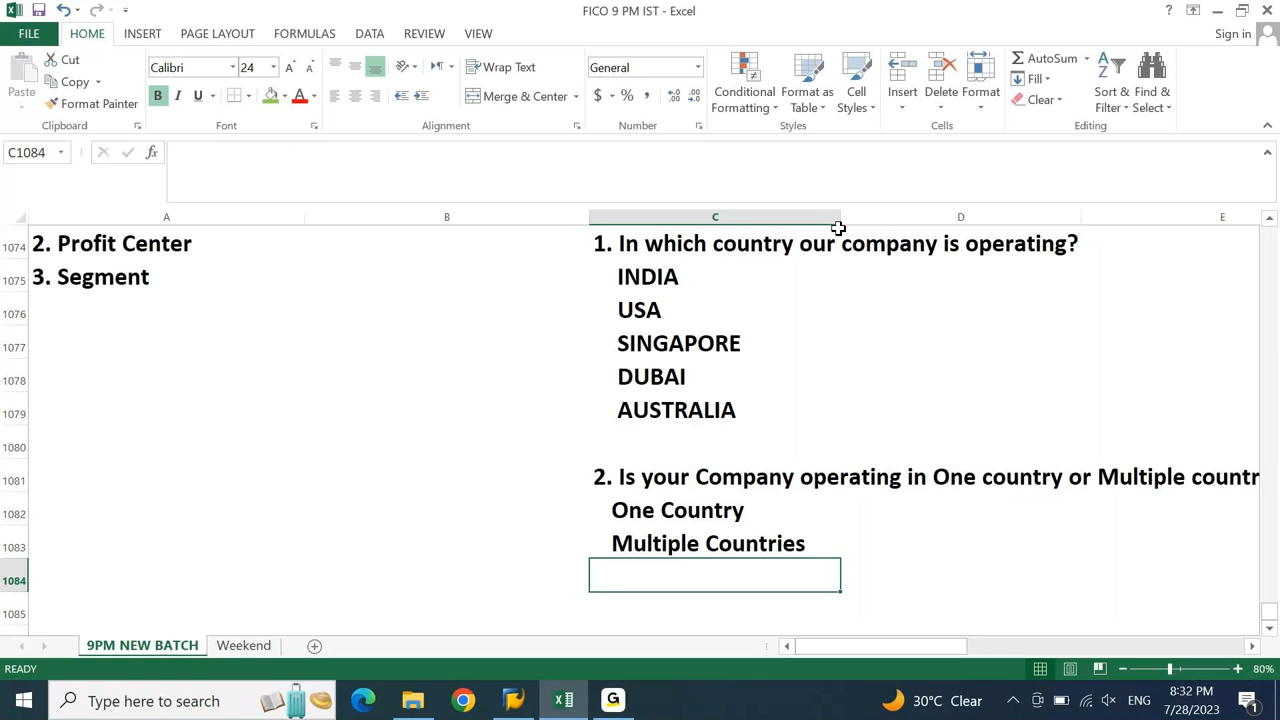 FICO 9 PM IST - Excel
?
FILE HOME INSERT PAGE LAYOUT FORMULAS DATA REVIEW VIEW Sign in
Paste Cut Copy Format Painter Clipboard
Calibri 24 B I U A A A Font
Wrap Text Merge & Center Alignment
General $ % , Number
Conditional Formatting Format as Table Cell Styles Styles
Insert Delete Format Cells
AutoSum Fill Clear Sort & Filter Find & Select Editing
C1084 fx
A B C D E
1074 2. Profit Center 1. In which country our company is operating?
1075 3. Segment INDIA
1076 USA
1077 SINGAPORE
1078 DUBAI
1079 AUSTRALIA
1080
1081 2. Is your Company operating in One country or Multiple countr
1082 One Country
1083 Multiple Countries
1084
1085
9PM NEW BATCH Weekend
READY 80%
Type here to search G 30°C Clear ENG 8:32 PM
7/28/2023 1